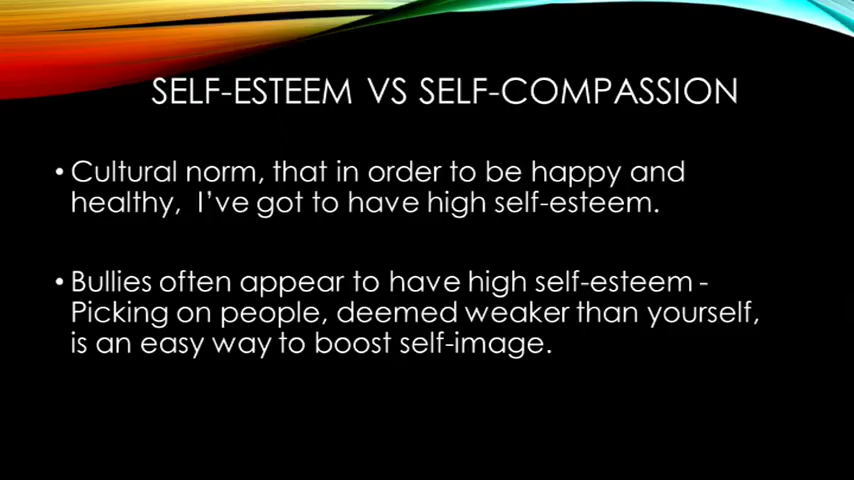 SELF-ESTEEM VS SELF-COMPASSION
• Cultural norm, that in order to be happy and
healthy, I've got to have high self-esteem.
• Bullies often appear to have high self-esteem -
Picking on people, deemed weaker than yourself,
is an easy way to boost self-image.